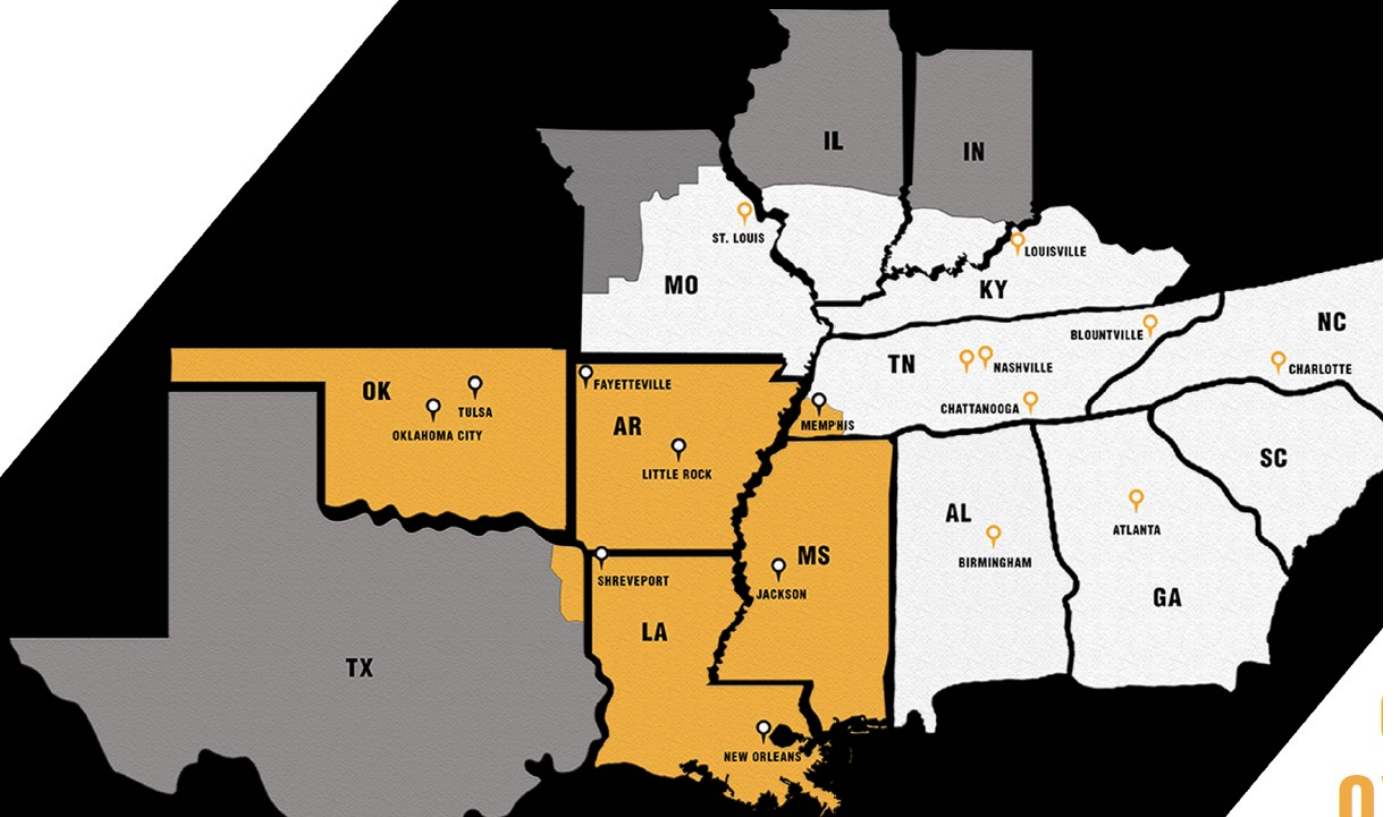 IL
IN
ST. LOUIS
LOUISVILLE
MO
KY
NC
BLOUNTVILLE
TN
NASHVILLE
CHARLOTTE
OK
FAYETTEVILLE
TULSA
CHATTANOOGA
AR
MEMPHIS
OKLAHOMA CITY
SC
LITTLE ROCK
AL
ATLANTA
MS
BIRMINGHAM
SHREVEPORT
JACKSON
GA
LA
TX
NEW ORLEANS